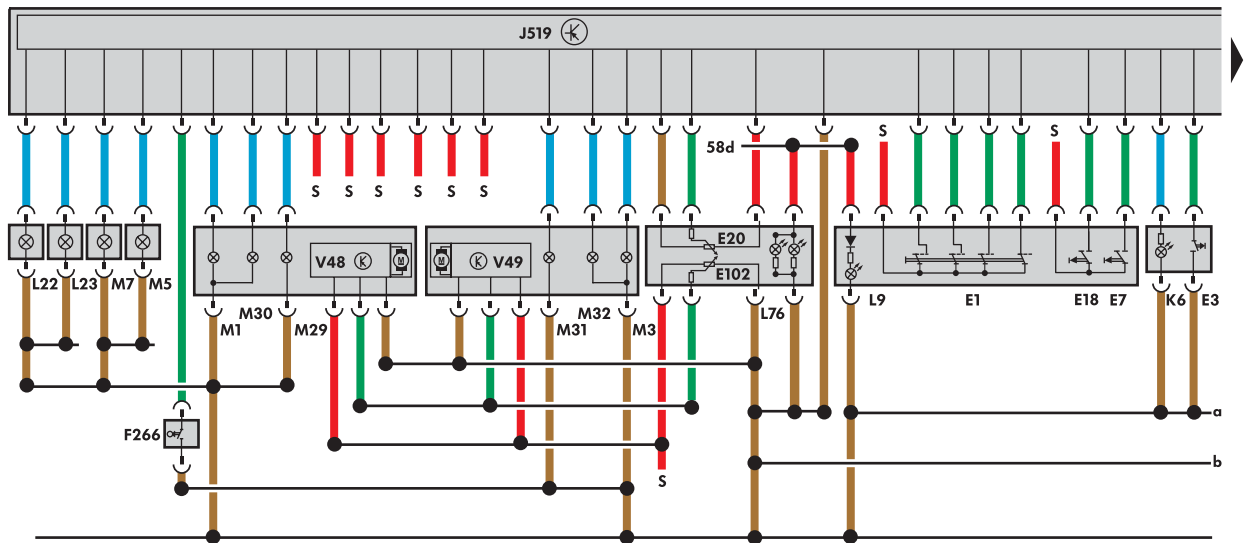 J519
58d
S
S
S S S S S S
E20
E102
V48
V49
L22 L23 M7 M5
M1
M30
M29
M31
M32
M3
L76
L9
E1
E18
E7
K6
E3
M
K
K
M
F266
S
a
b